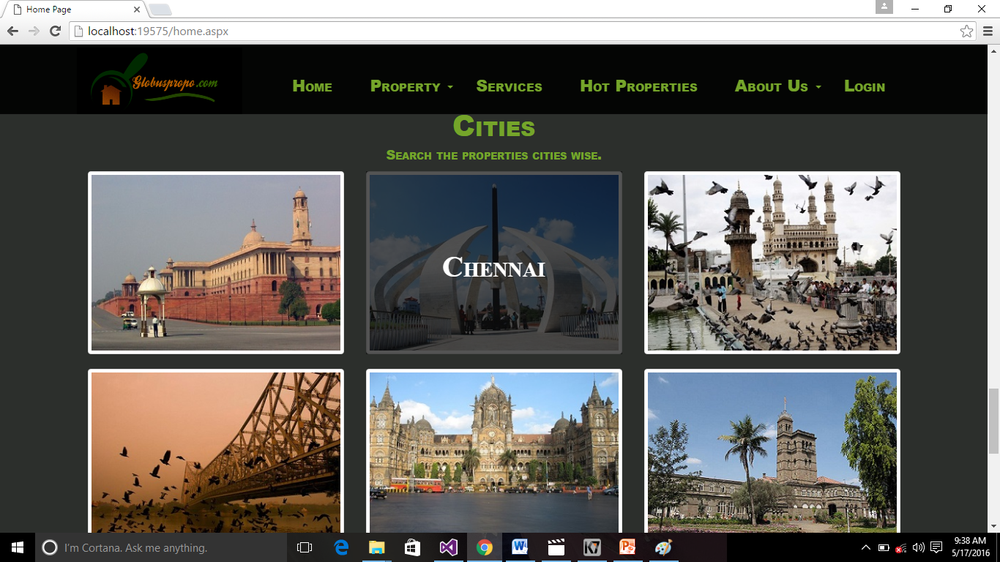 Home Page
localhost:19575/home.aspx
Globuspropo.com
Home Property Services Hot Properties About Us Login
Cities
Search the properties cities wise.
Chennai
I'm Cortana. Ask me anything.
9:38 AM
5/17/2016